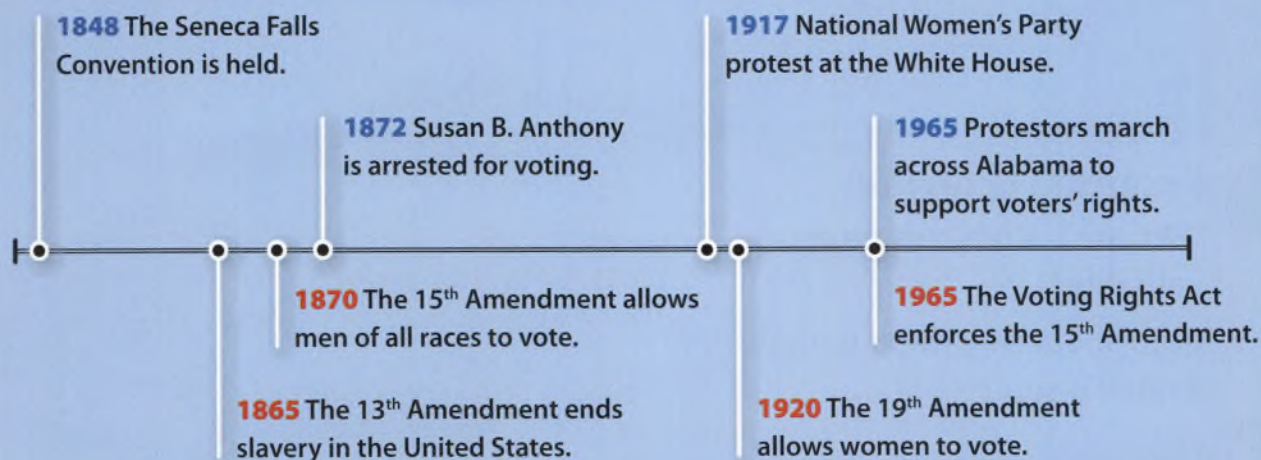 1848 The Seneca Falls
Convention is held.
1917 National Women’s Party
protest at the White House.
1872 Susan B. Anthony
is arrested for voting.
1965 Protestors march
across Alabama to
support voters’ rights.
1870 The 15th Amendment allows
men of all races to vote.
1965 The Voting Rights Act
enforces the 15th Amendment.
1865 The 13th Amendment ends
slavery in the United States.
1920 The 19th Amendment
allows women to vote.